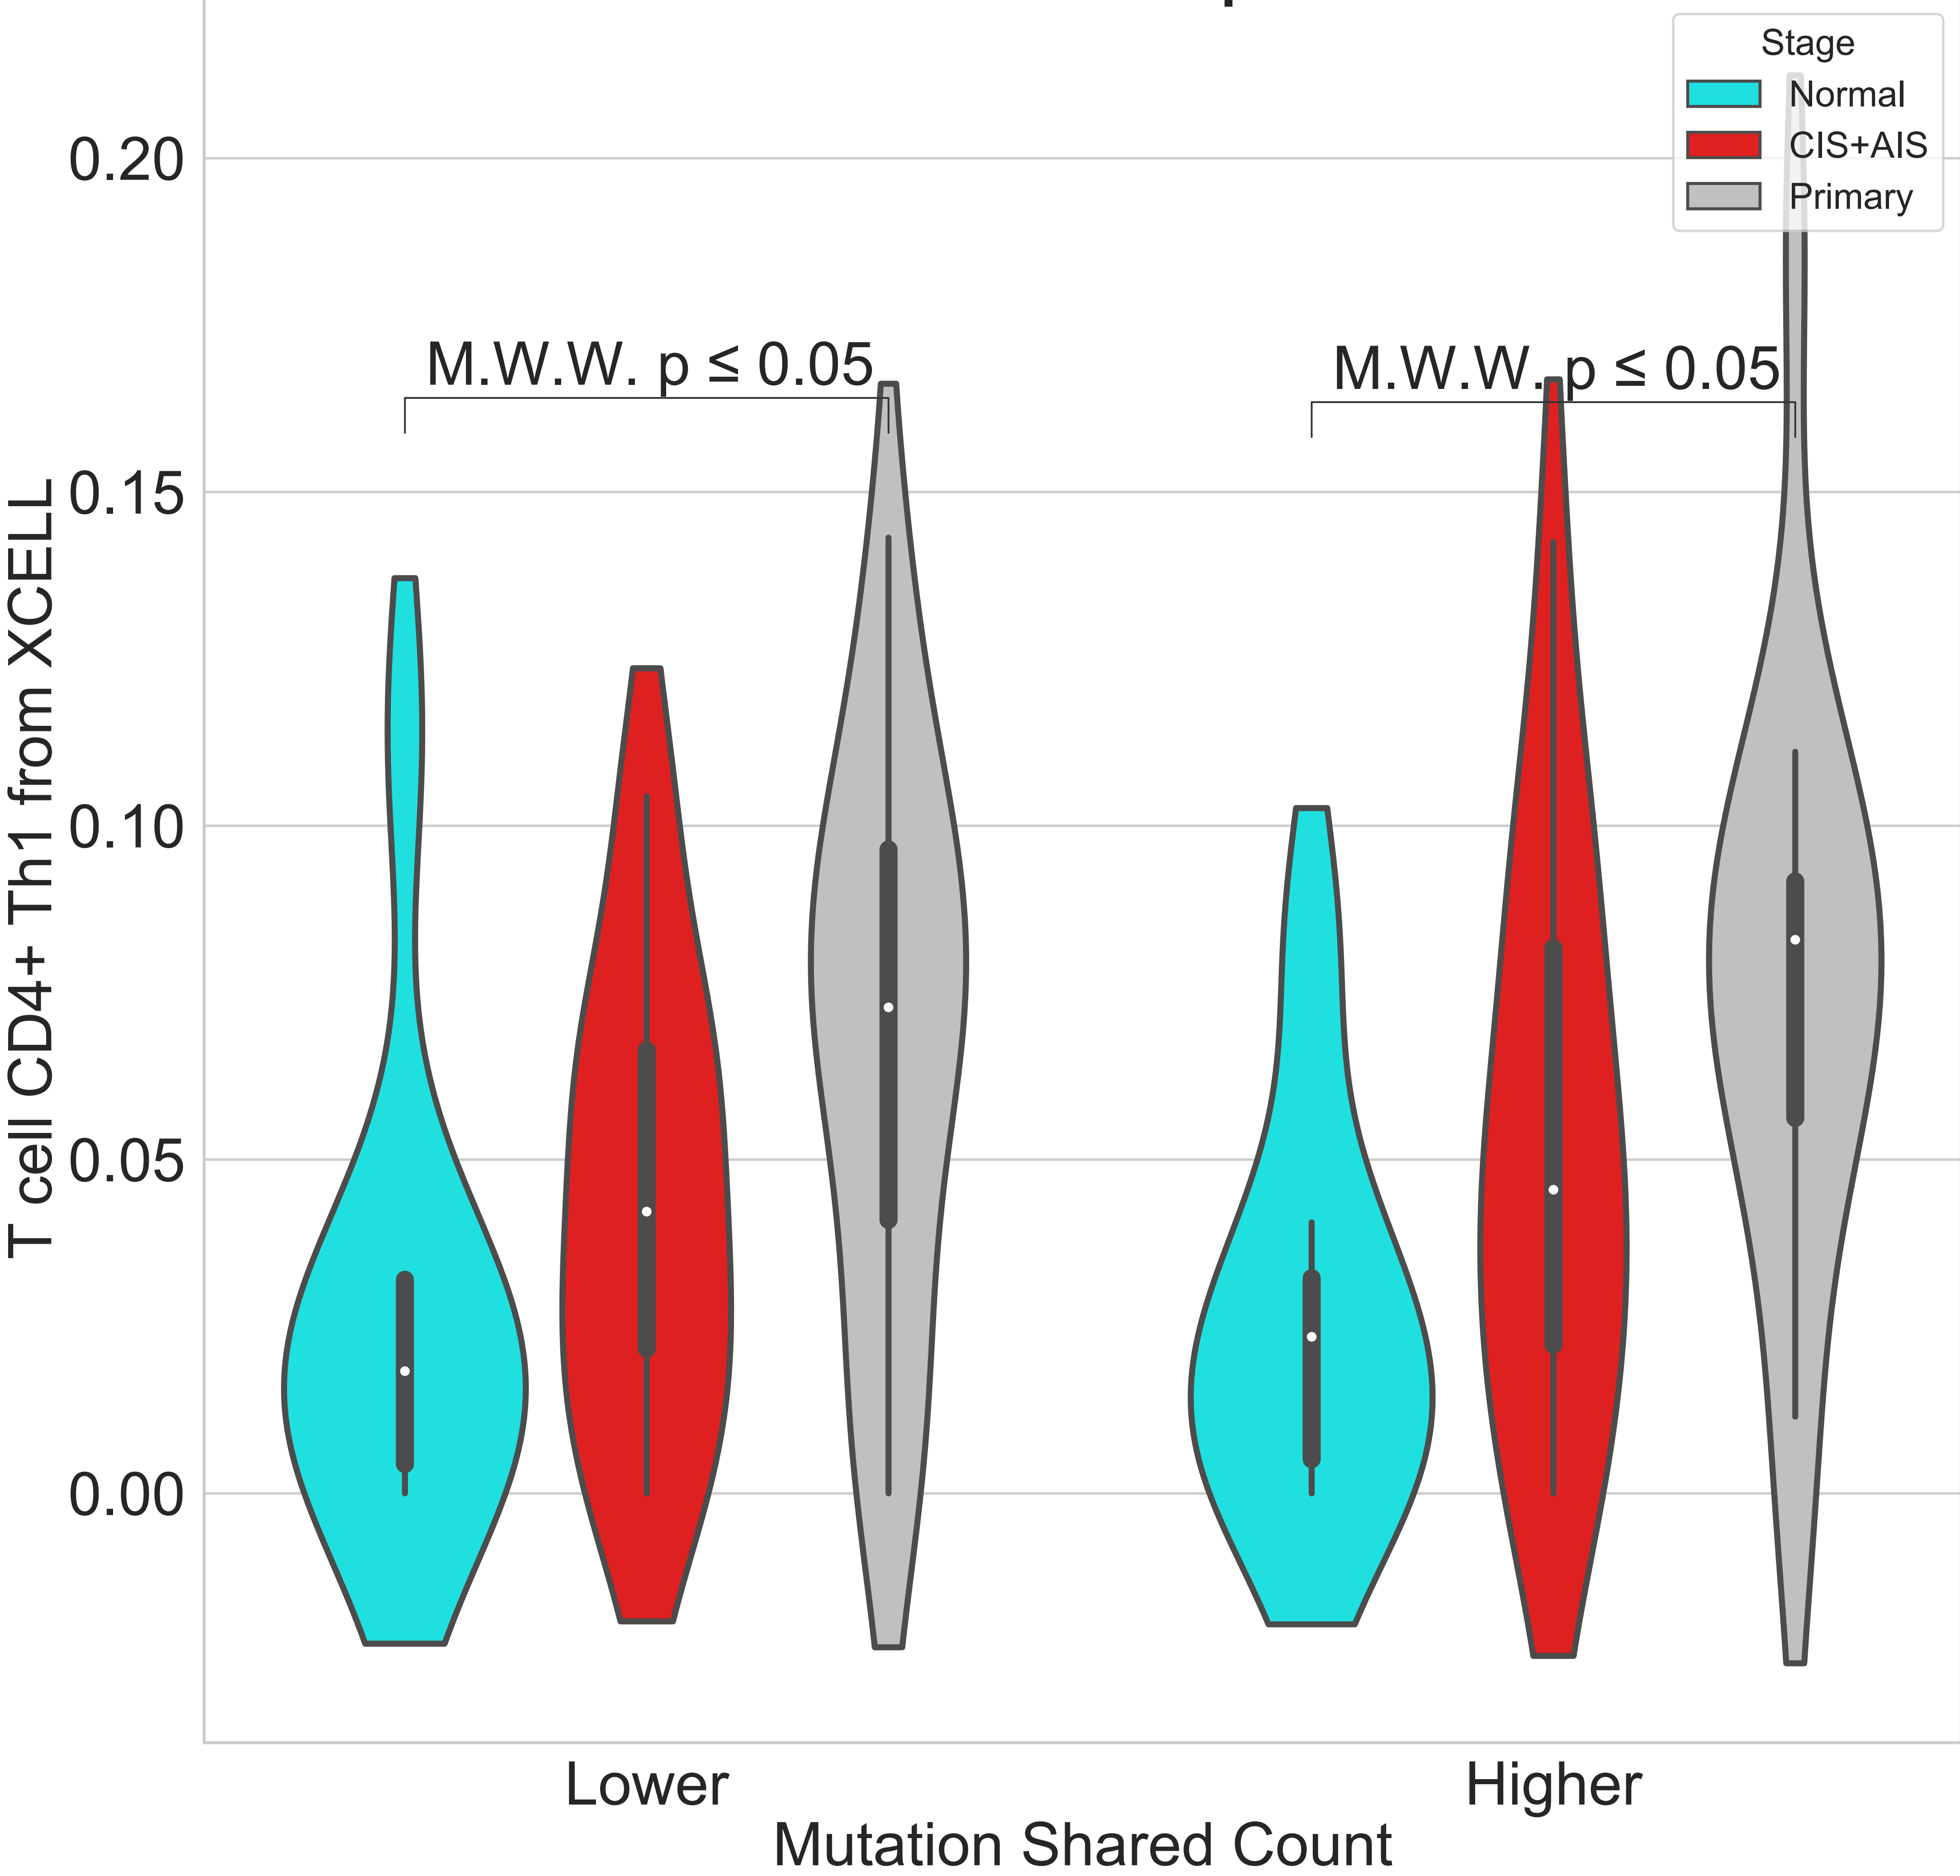 Stage
Normal
CIS+AIS
Primary
0.20
0.15
0.10
0.05
0.00
T cell CD4+ Th1 from XCELL
M.W.W. p ≤ 0.05
M.W.W. p ≤ 0.05
Lower
Higher
Mutation Shared Count